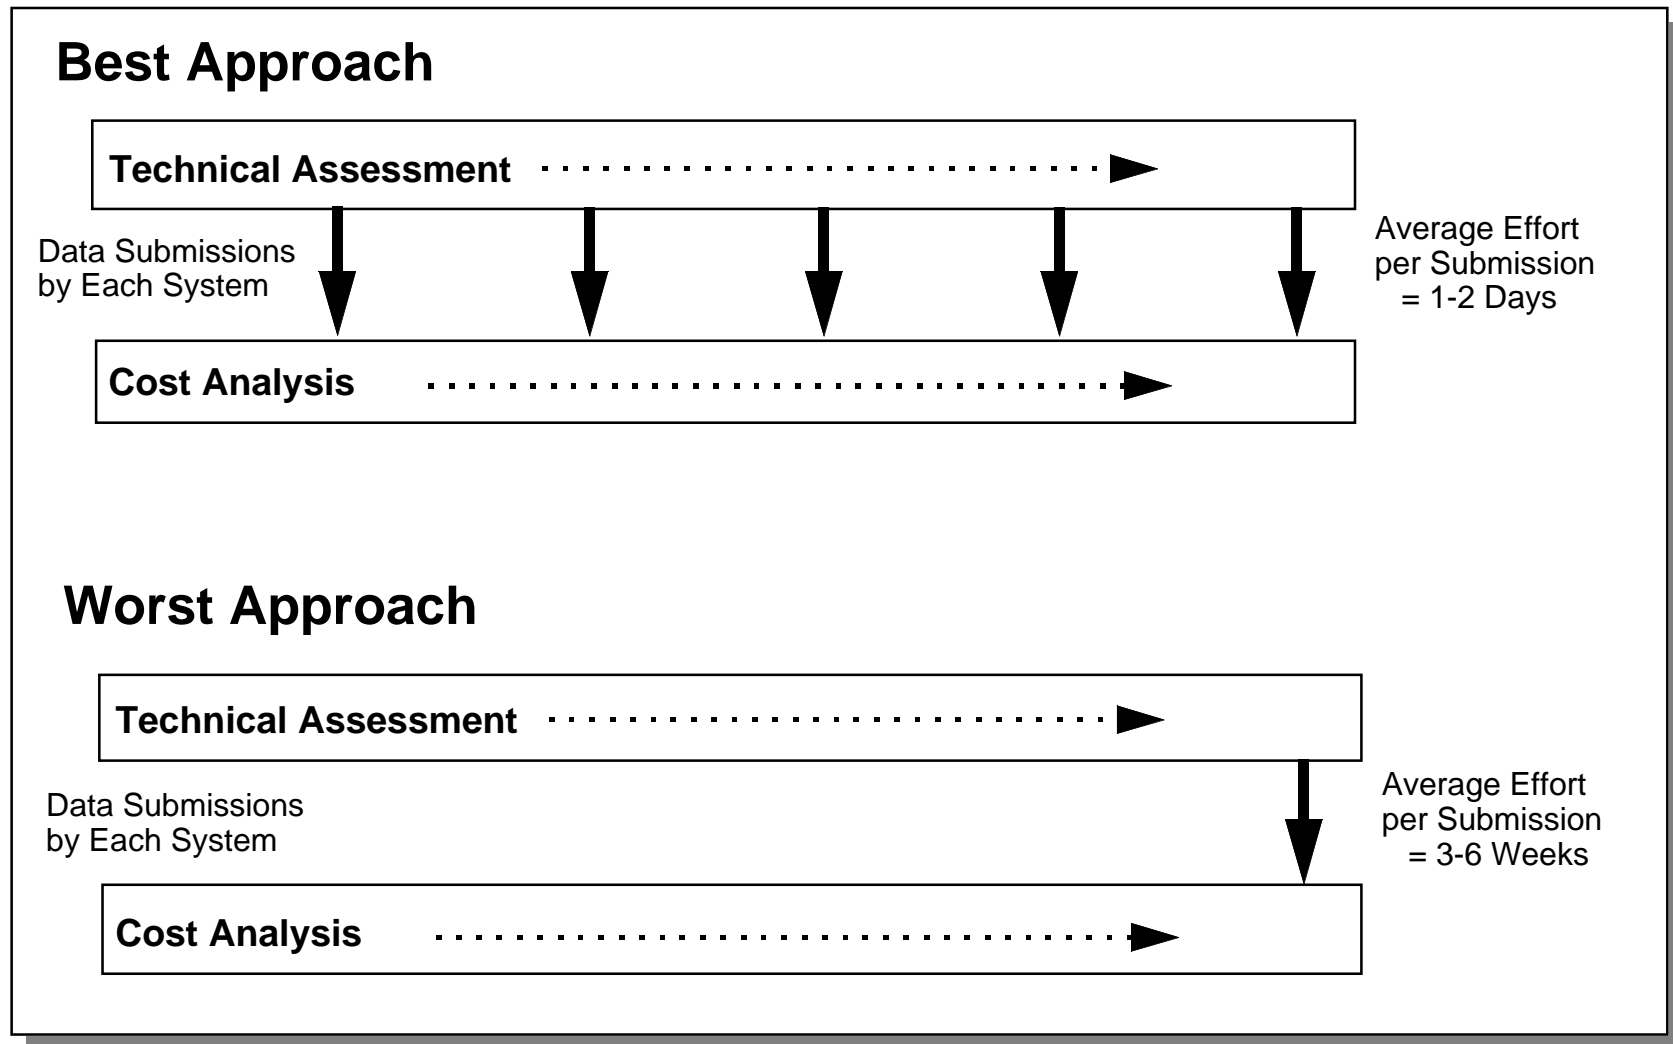 Best Approach
Technical Assessment
Data Submissions
by Each System
Average Effort
per Submission
= 1-2 Days
Cost Analysis
Worst Approach
Technical Assessment
Data Submissions
by Each System
Average Effort
per Submission
= 3-6 Weeks
Cost Analysis